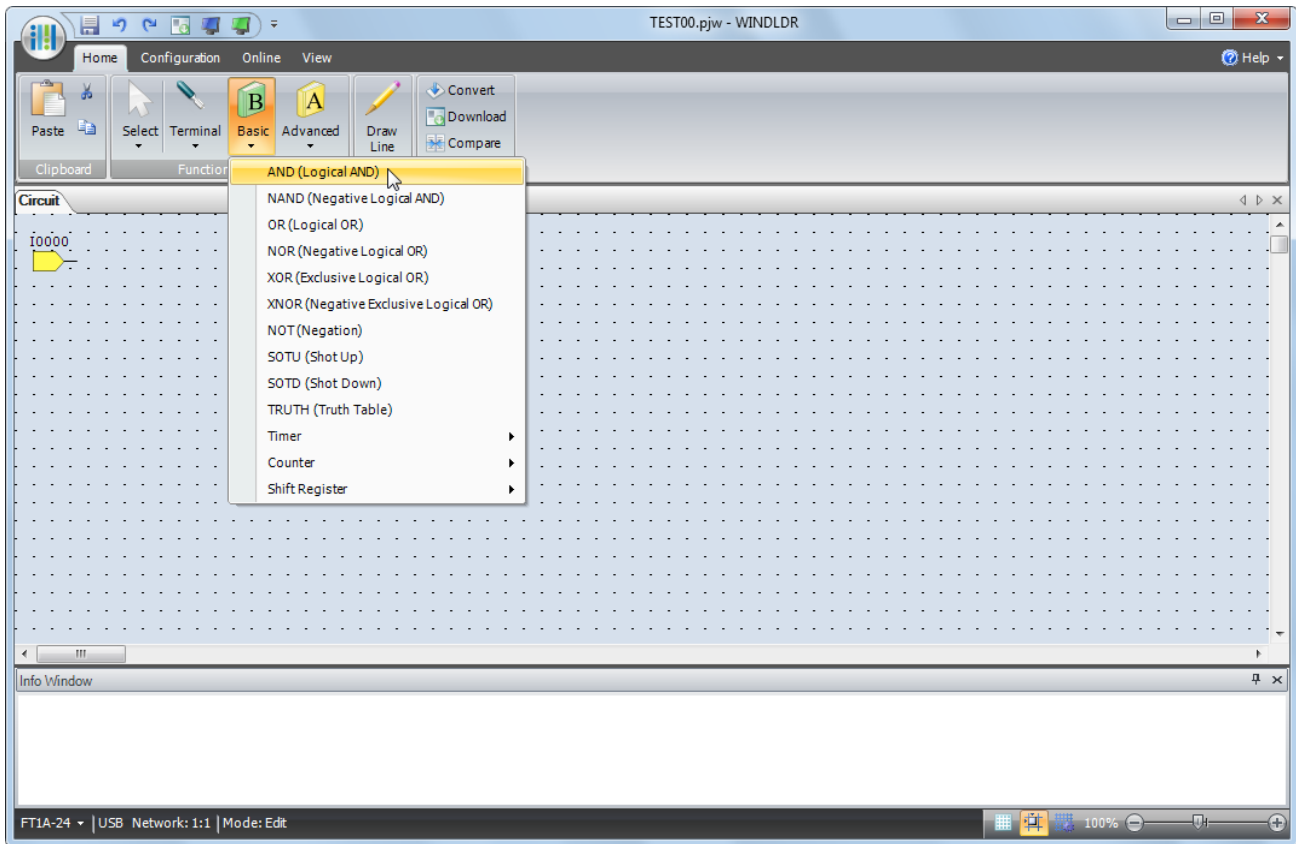 TEST00.pjw - WINDLDR
Home Configuration Online View Help
Paste Select Terminal Basic Advanced Draw Line Convert
Download
Compare
Clipboard Function
AND (Logical AND)
NAND (Negative Logical AND)
OR (Logical OR)
NOR (Negative Logical OR)
XOR (Exclusive Logical OR)
XNOR (Negative Exclusive Logical OR)
NOT (Negation)
SOTU (Shot Up)
SOTD (Shot Down)
TRUTH (Truth Table)
Timer
Counter
Shift Register
Circuit
I0000
Info Window
FT1A-24 | USB Network: 1:1 | Mode: Edit 100%